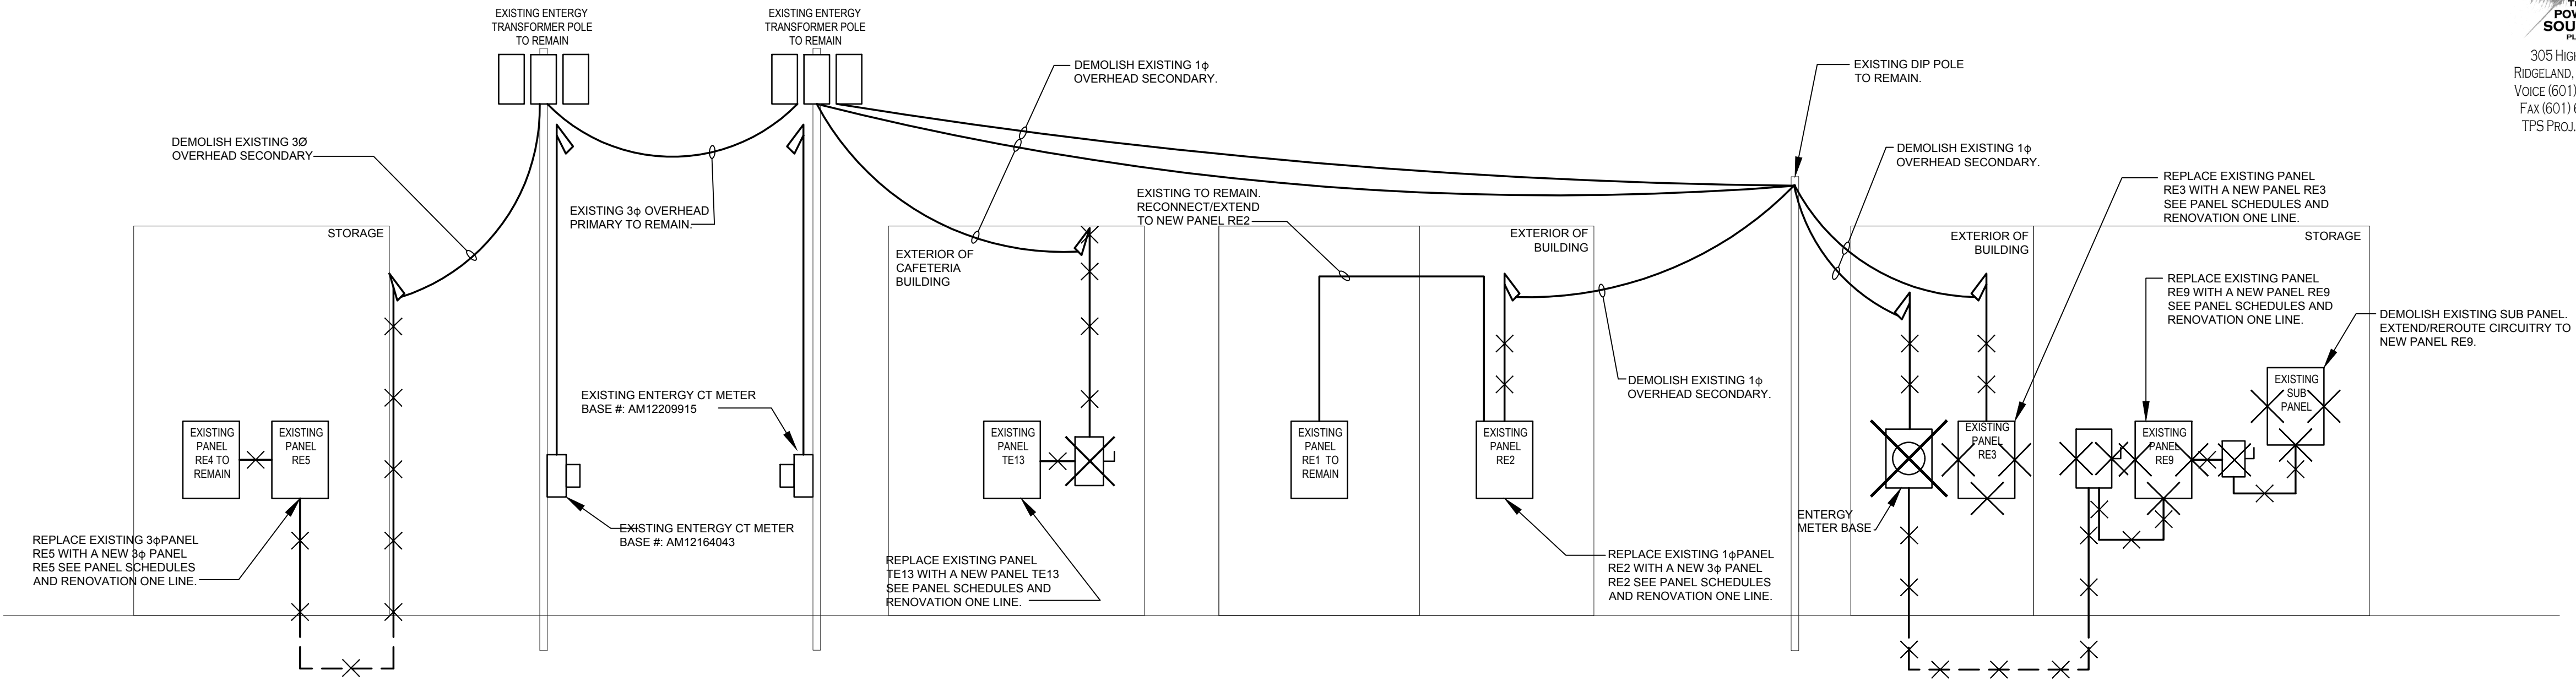 EXISTING ENTERGY
TRANSFORMER POLE
TO REMAIN
EXISTING ENTERGY
TRANSFORMER POLE
TO REMAIN
DEMOLISH EXISTING 1ϕ
OVERHEAD SECONDARY.
EXISTING DIP POLE
TO REMAIN.
POW
SOU
PL
305 HIGH
RIDGELAND,
VOICE (601)
FAX (601) 6
TPS PROJ.
DEMOLISH EXISTING 3Ø
OVERHEAD SECONDARY
EXISTING 3ϕ OVERHEAD
PRIMARY TO REMAIN.
EXISTING TO REMAIN.
RECONNECT/EXTEND
TO NEW PANEL RE2
DEMOLISH EXISTING 1ϕ
OVERHEAD SECONDARY.
REPLACE EXISTING PANEL
RE3 WITH A NEW PANEL RE3
SEE PANEL SCHEDULES AND
RENOVATION ONE LINE.
STORAGE
EXTERIOR OF
CAFETERIA
BUILDING
EXTERIOR OF
BUILDING
EXTERIOR OF
BUILDING
STORAGE
REPLACE EXISTING PANEL
RE9 WITH A NEW PANEL RE9
SEE PANEL SCHEDULES AND
RENOVATION ONE LINE.
DEMOLISH EXISTING SUB PANEL.
EXTEND/REROUTE CIRCUITRY TO
NEW PANEL RE9.
EXISTING ENTERGY CT METER
BASE #: AM12209915
DEMOLISH EXISTING 1ϕ
OVERHEAD SECONDARY.
EXISTING
SUB
PANEL
EXISTING
PANEL
RE4 TO
REMAIN
EXISTING
PANEL
RE5
EXISTING
PANEL
TE13
EXISTING
PANEL
RE1 TO
REMAIN
EXISTING
PANEL
RE2
EXISTING
PANEL
RE3
EXISTING
PANEL
RE9
EXISTING ENTERGY CT METER
BASE #: AM12164043
ENTERGY
METER BASE
REPLACE EXISTING 3ϕPANEL
RE5 WITH A NEW 3ϕ PANEL
RE5 SEE PANEL SCHEDULES
AND RENOVATION ONE LINE.
REPLACE EXISTING PANEL
TE13 WITH A NEW PANEL TE13
SEE PANEL SCHEDULES AND
RENOVATION ONE LINE.
REPLACE EXISTING 1ϕPANEL
RE2 WITH A NEW 3ϕ PANEL
RE2 SEE PANEL SCHEDULES
AND RENOVATION ONE LINE.